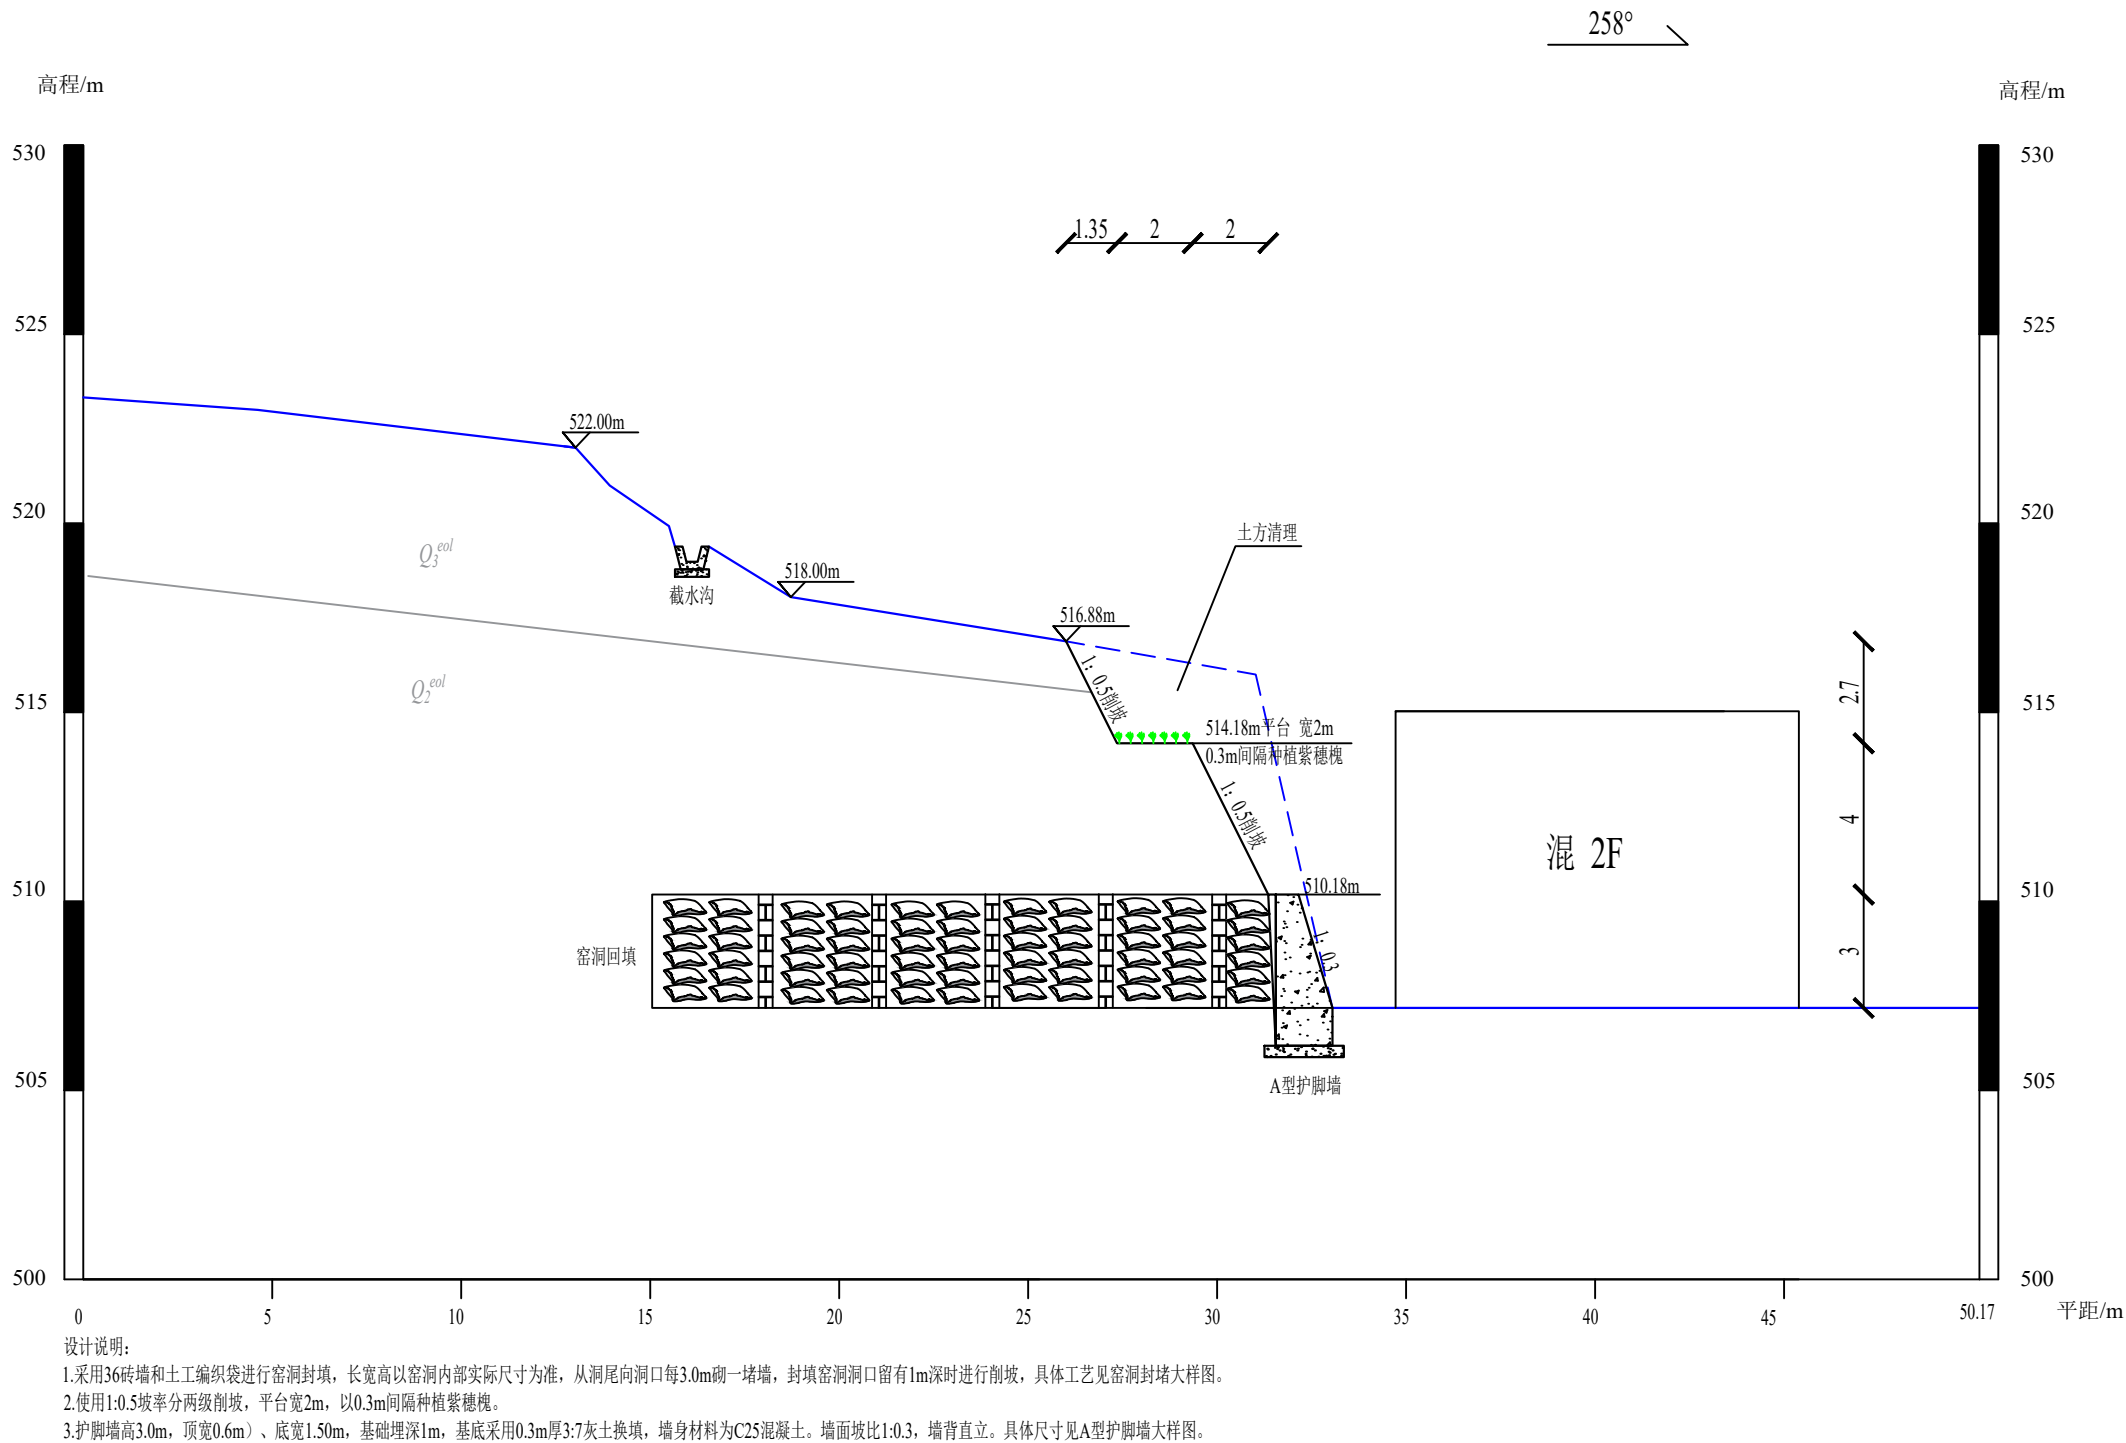 258°
高程/m
高程/m
530
530
1.35 2 2
525
525
522.00m
520
520
土方清理
Q₃ᵉᵒˡ
518.00m
截水沟
516.88m
1：0.5削坡
Q₂ᵉᵒˡ
2.7
515
515
514.18m平台 宽2m
0.3m间隔种植紫穗槐
1：0.5削坡
4
混 2F
510
510.18m
510
窑洞回填
1：0.3
3
505
A型护脚墙
505
500
500
0 5 10 15 20 25 30 35 40 45 50.17 平距/m
设计说明：
1.采用36砖墙和土工编织袋进行窑洞封填，长宽高以窑洞内部实际尺寸为准，从洞尾向洞口每3.0m砌一堵墙，封填窑洞洞口留有1m深时进行削坡，具体工艺见窑洞封堵大样图。
2.使用1:0.5坡率分两级削坡，平台宽2m，以0.3m间隔种植紫穗槐。
3.护脚墙高3.0m，顶宽0.6m）、底宽1.50m，基础埋深1m，基底采用0.3m厚3:7灰土换填，墙身材料为C25混凝土。墙面坡比1:0.3，墙背直立。具体尺寸见A型护脚墙大样图。